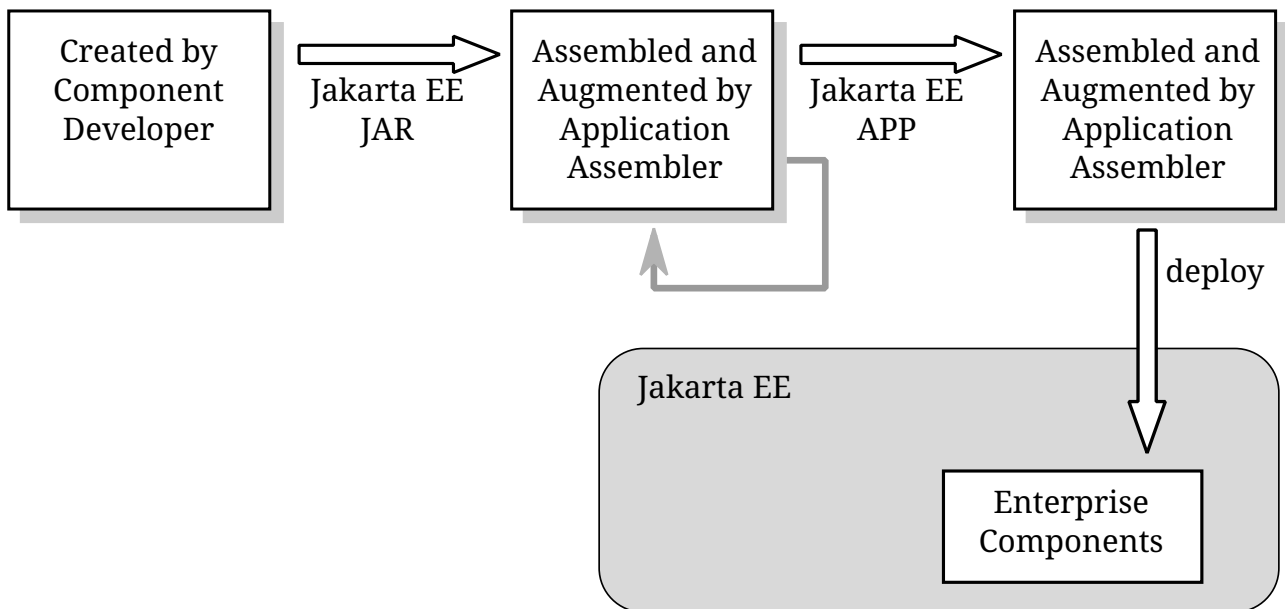 Created by
Component
Developer
Jakarta EE
JAR
Assembled and
Augmented by
Application
Assembler
Jakarta EE
APP
Assembled and
Augmented by
Application
Assembler
deploy
Jakarta EE
Enterprise
Components